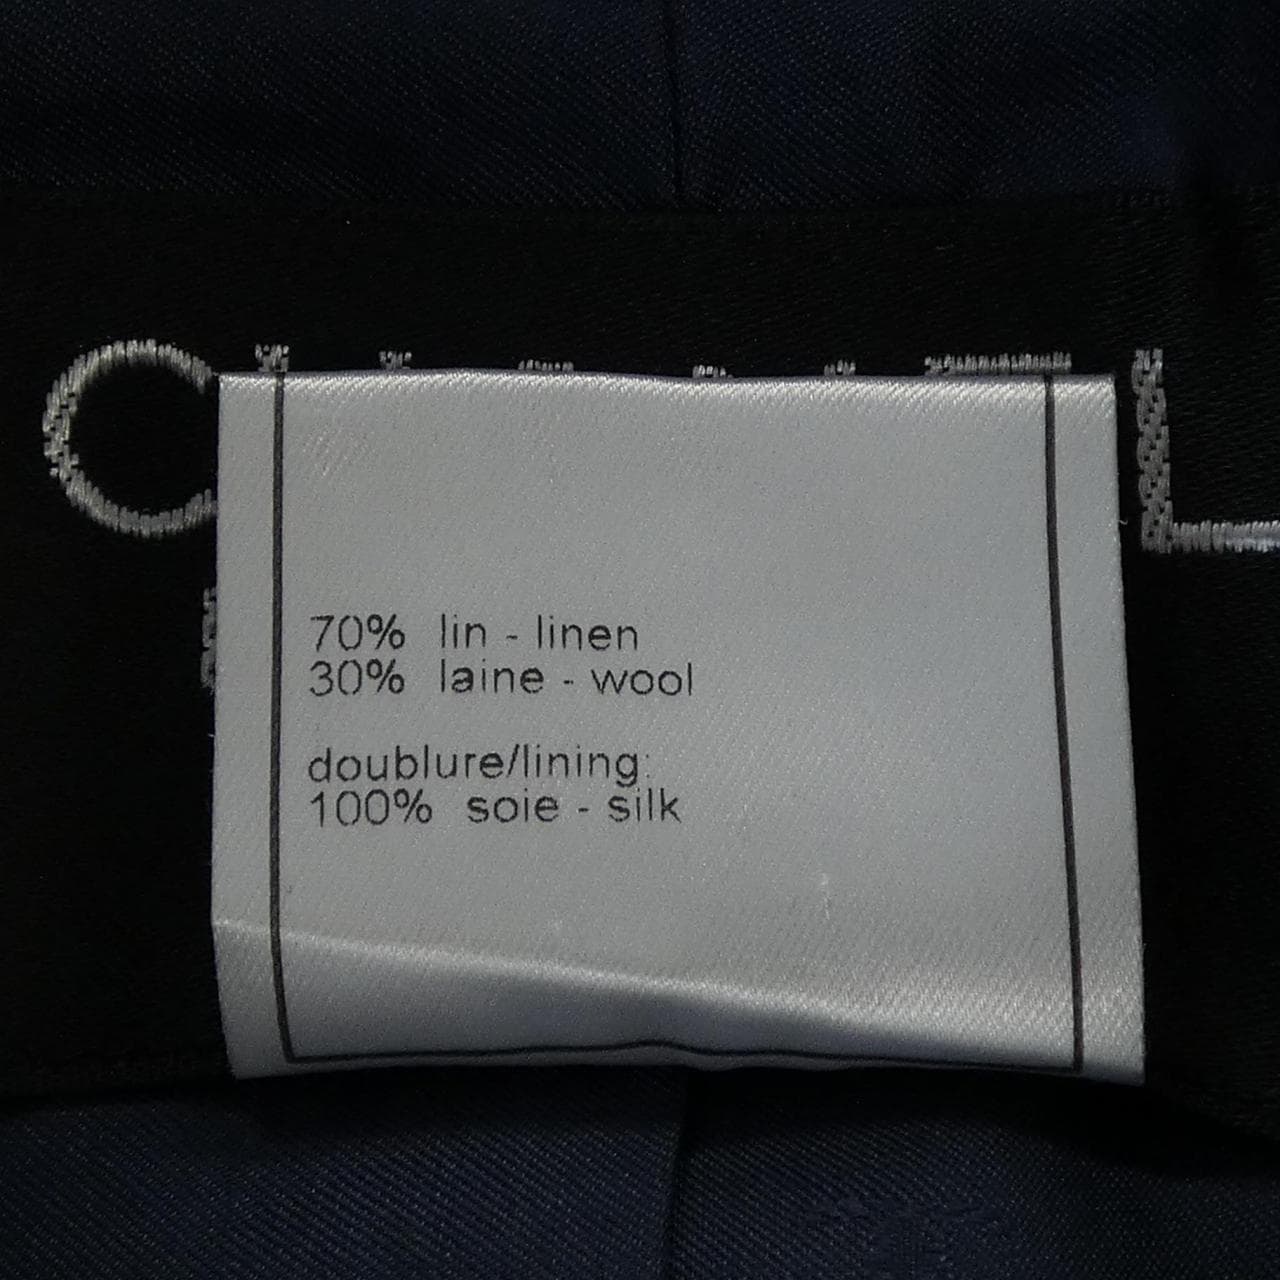 70% lin - linen
30% laine - wool
doublure/lining:
100% soie - silk